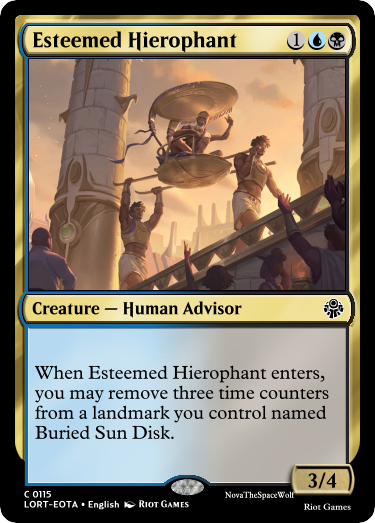 Esteemed Hierophant 1
Creature — Human Advisor
When Esteemed Hierophant enters,
you may remove three time counters
from a landmark you control named
Buried Sun Disk.
3/4
C 0115
LORT-EOTA • English Riot Games
NovaTheSpaceWolf
Riot Games